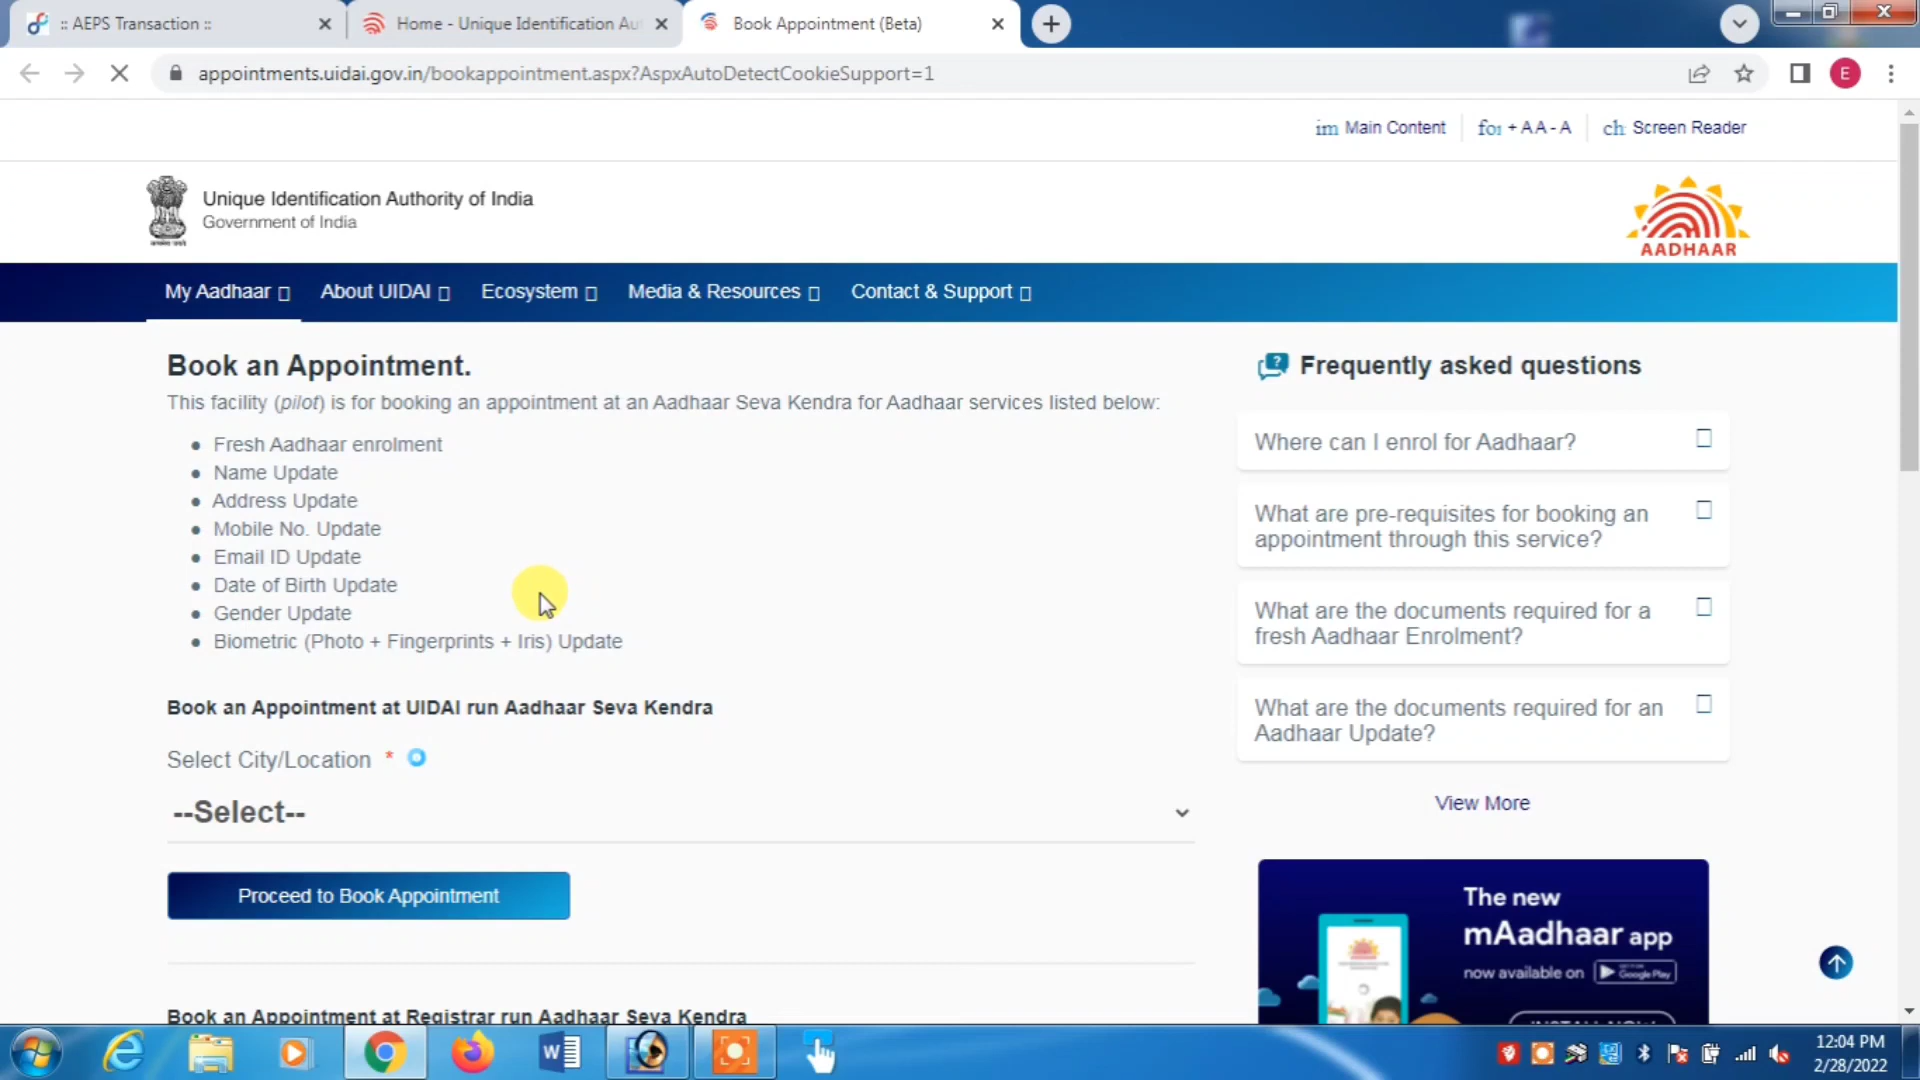 :: AEPS Transaction ::
Home - Unique Identification Au
Book Appointment (Beta)
appointments.uidai.gov.in/bookappointment.aspx?AspxAutoDetectCookieSupport=1
E
im Main Content
for + A A - A
ch Screen Reader
Unique Identification Authority of India
Government of India
AADHAAR
My Aadhaar
About UIDAI
Ecosystem
Media & Resources
Contact & Support
Book an Appointment.
This facility (pilot) is for booking an appointment at an Aadhaar Seva Kendra for Aadhaar services listed below:
Fresh Aadhaar enrolment
Name Update
Address Update
Mobile No. Update
Email ID Update
Date of Birth Update
Gender Update
Biometric (Photo + Fingerprints + Iris) Update
Book an Appointment at UIDAI run Aadhaar Seva Kendra
Select City/Location *
--Select--
Proceed to Book Appointment
Book an Appointment at Registrar run Aadhaar Seva Kendra
Frequently asked questions
Where can I enrol for Aadhaar?
What are pre-requisites for booking an
appointment through this service?
What are the documents required for a
fresh Aadhaar Enrolment?
What are the documents required for an
Aadhaar Update?
View More
The new
mAadhaar app
now available on Google Play
INSTALL NOW
12:04 PM
2/28/2022